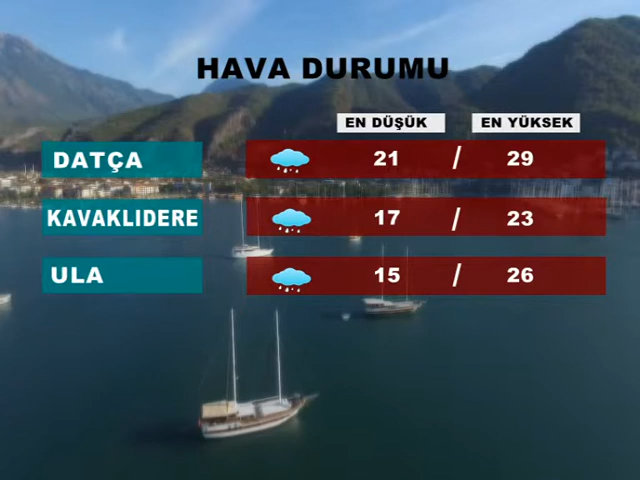 HAVA DURUMU
EN DÜŞÜK EN YÜKSEK
DATÇA 21 / 29
KAVAKLIDERE 17 / 23
ULA 15 / 26